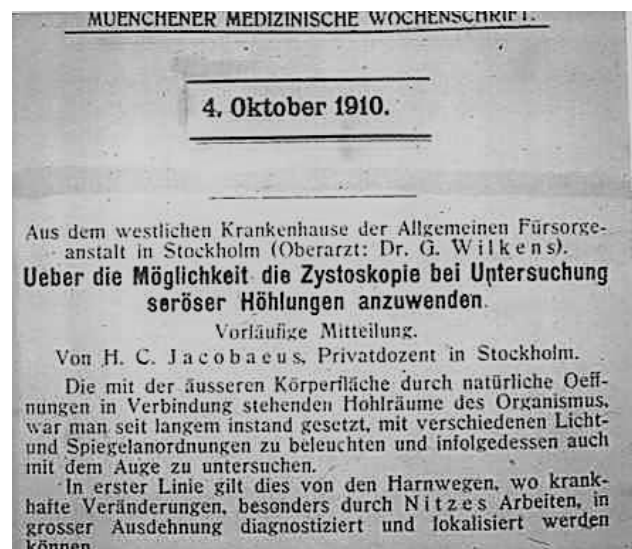 MUENCHENER MEDIZINISCHE WOCHENSCHRIFT.
4. Oktober 1910.
Aus dem westlichen Krankenhause der Allgemeinen Fürsorge-
anstalt in Stockholm (Oberarzt: Dr. G. Wilkens).
Ueber die Möglichkeit die Zystoskopie bei Untersuchung
seröser Höhlungen anzuwenden.
Vorläufige Mitteilung.
Von H. C. Jacobaeus, Privatdozent in Stockholm.
Die mit der äusseren Körperfläche durch natürliche Oeff-
nungen in Verbindung stehenden Hohlräume des Organismus,
war man seit langem instand gesetzt, mit verschiedenen Licht-
und Spiegelanordnungen zu beleuchten und infolgedessen auch
mit dem Auge zu untersuchen.
In erster Linie gilt dies von den Harnwegen, wo krank-
hafte Veränderungen, besonders durch Nitzes Arbeiten, in
grosser Ausdehnung diagnostiziert und lokalisiert werden
können